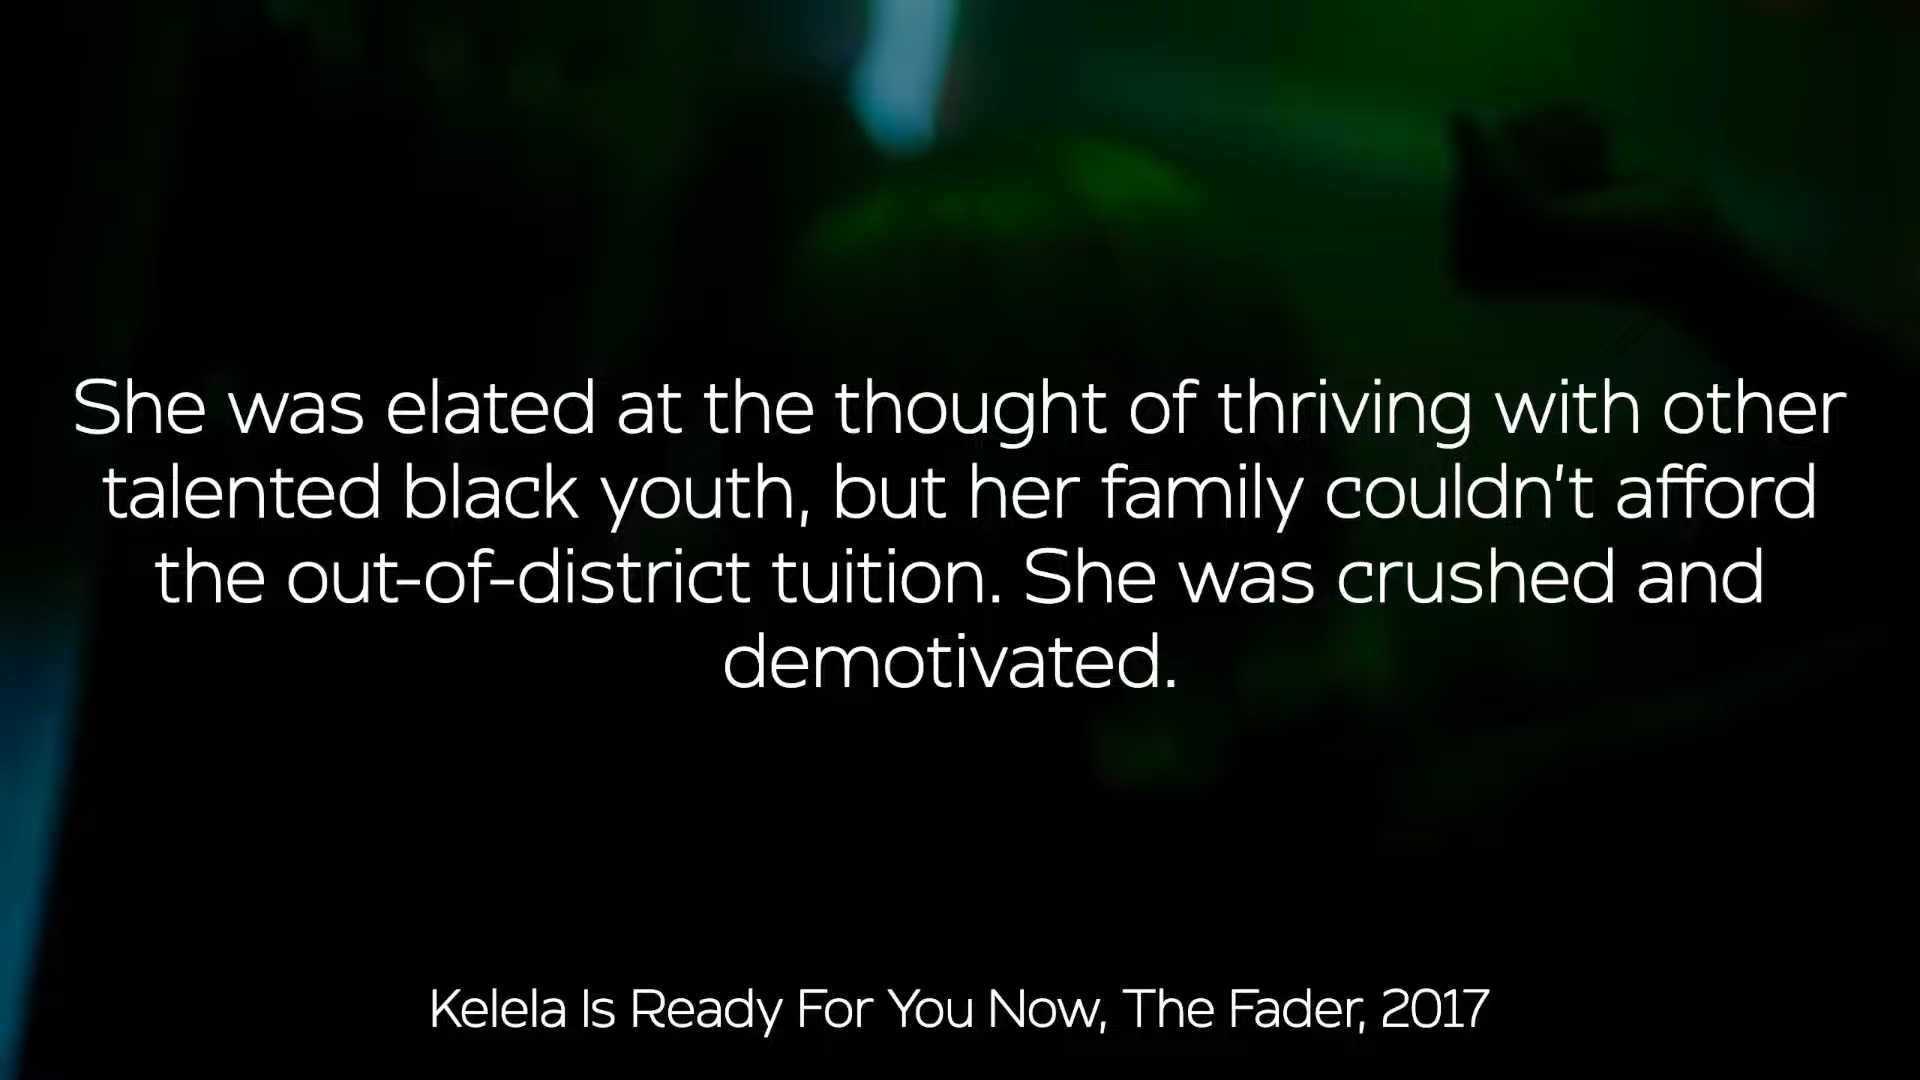 She was elated at the thought of thriving with other
talented black youth, but her family couldn't afford
the out-of-district tuition. She was crushed and
demotivated.
Kelela Is Ready For You Now, The Fader, 2017